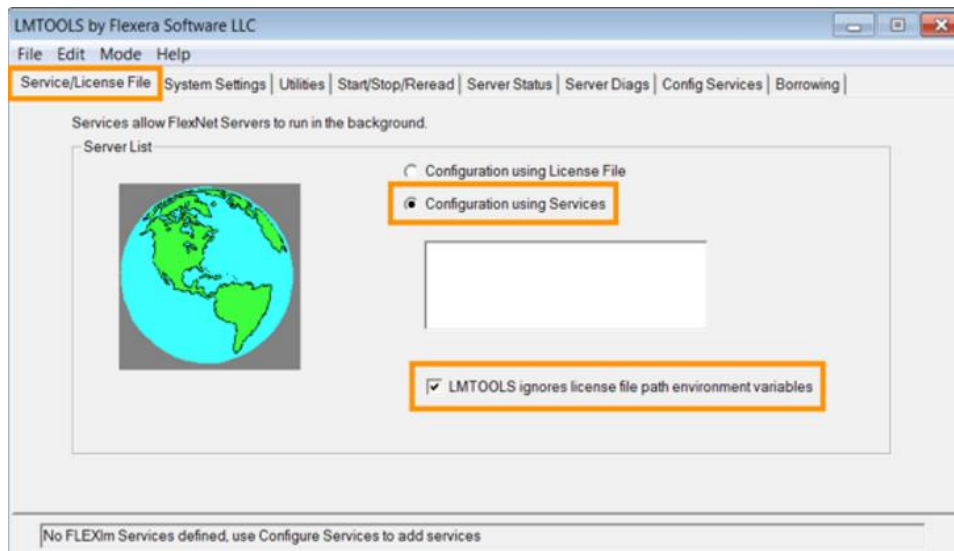 LMTOOLS by Flexera Software LLC
File Edit Mode Help
Service/License File System Settings Utilities Start/Stop/Reread Server Status Server Diags Config Services Borrowing
Services allow FlexNet Servers to run in the background.
Server List
Configuration using License File
Configuration using Services
LMTOOLS ignores license file path environment variables
No FLEXlm Services defined, use Configure Services to add services